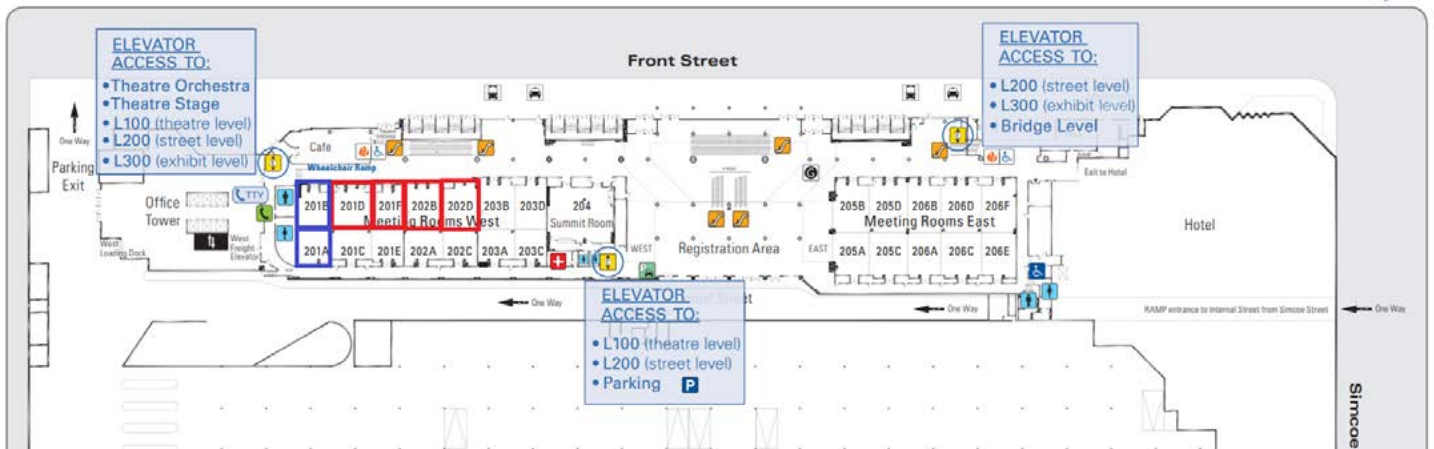 Front Street
ELEVATOR
ACCESS TO:
•Theatre Orchestra
•Theatre Stage
• L100 (theatre level)
• L200 (street level)
• L300 (exhibit level)
ELEVATOR
ACCESS TO:
• L200 (street level)
• L300 (exhibit level)
• Bridge Level
One Way
Parking
Exit
Cafe
Wheelchair Ramp
Exit to Hotel
TTY
Office
Tower
West
Loading Dock
West
Freight
Elevator
201B 201D 201F 202B 202D 203B 203D 204
Meeting Rooms West
Summit Room
201A 201C 201E 202A 202C 203A 203C
G
WEST
Registration Area
EAST
205B 205D 206B 206D 206F
Meeting Rooms East
205A 205C 206A 206C 206E
Hotel
One Way
One Way
RAMP entrance to Internal Street from Simcoe Street
One Way
ELEVATOR
ACCESS TO:
• L100 (theatre level)
• L200 (street level)
• Parking P
Simcoe